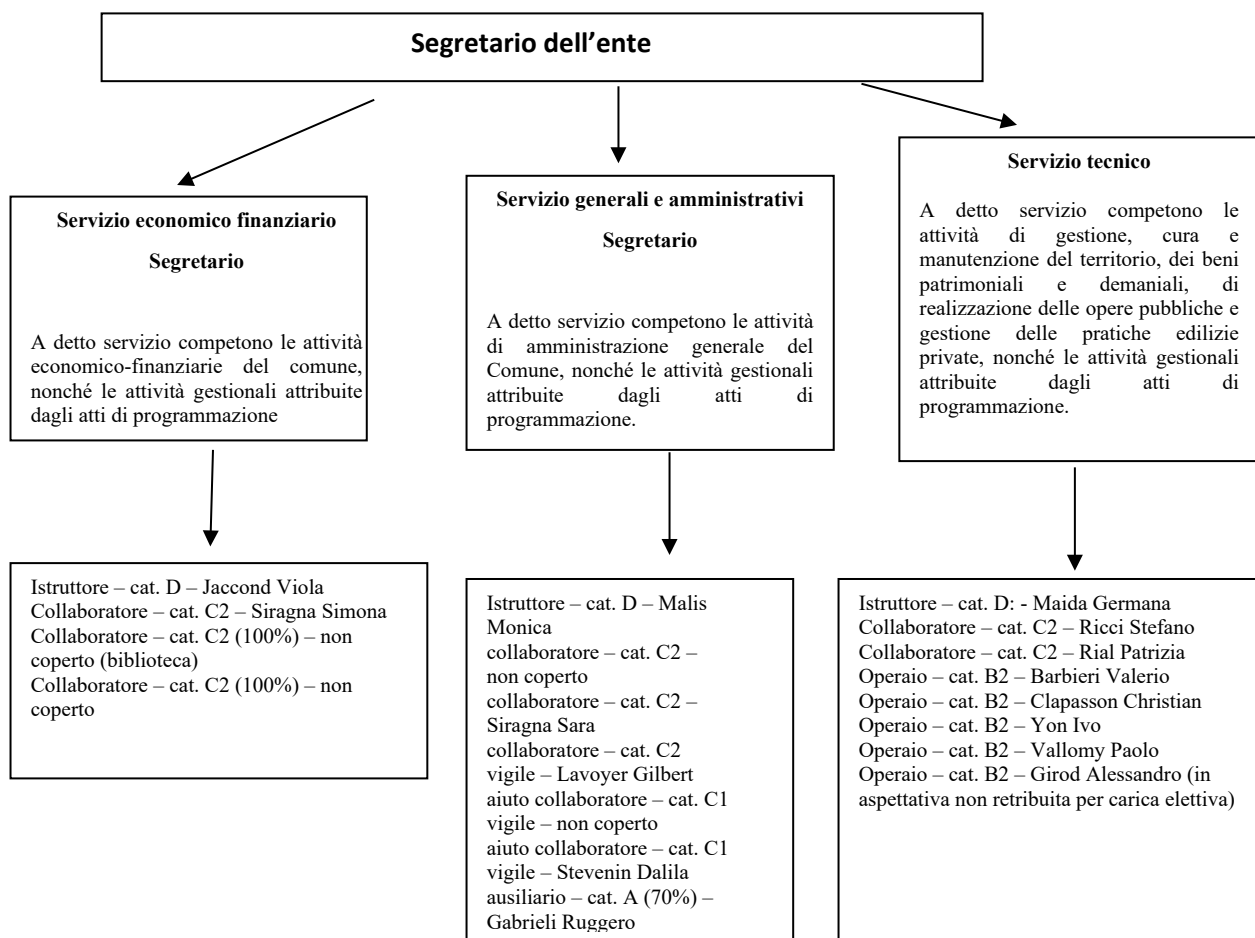 Segretario dell'ente
Servizio economico finanziario
Segretario
A detto servizio competono le attività
economico-finanziarie del comune,
nonché le attività gestionali attribuite
dagli atti di programmazione
Servizio generali e amministrativi
Segretario
A detto servizio competono le attività
di amministrazione generale del
Comune, nonché le attività gestionali
attribuite dagli atti di
programmazione.
Servizio tecnico
A detto servizio competono le
attività di gestione, cura e
manutenzione del territorio, dei beni
patrimoniali e demaniali, di
realizzazione delle opere pubbliche e
gestione delle pratiche edilizie
private, nonché le attività gestionali
attribuite dagli atti di
programmazione.
Istruttore – cat. D – Jaccond Viola
Collaboratore – cat. C2 – Siragna Simona
Collaboratore – cat. C2 (100%) – non
coperto (biblioteca)
Collaboratore – cat. C2 (100%) – non
coperto
Istruttore – cat. D – Malis
Monica
collaboratore – cat. C2 –
non coperto
collaboratore – cat. C2 –
Siragna Sara
collaboratore – cat. C2
vigile – Lavoyer Gilbert
aiuto collaboratore – cat. C1
vigile – non coperto
aiuto collaboratore – cat. C1
vigile – Stevenin Dalila
ausiliario – cat. A (70%) –
Gabrieli Ruggero
Istruttore – cat. D: - Maida Germana
Collaboratore – cat. C2 – Ricci Stefano
Collaboratore – cat. C2 – Rial Patrizia
Operaio – cat. B2 – Barbieri Valerio
Operaio – cat. B2 – Clapasson Christian
Operaio – cat. B2 – Yon Ivo
Operaio – cat. B2 – Vallomy Paolo
Operaio – cat. B2 – Girod Alessandro (in
aspettativa non retribuita per carica elettiva)